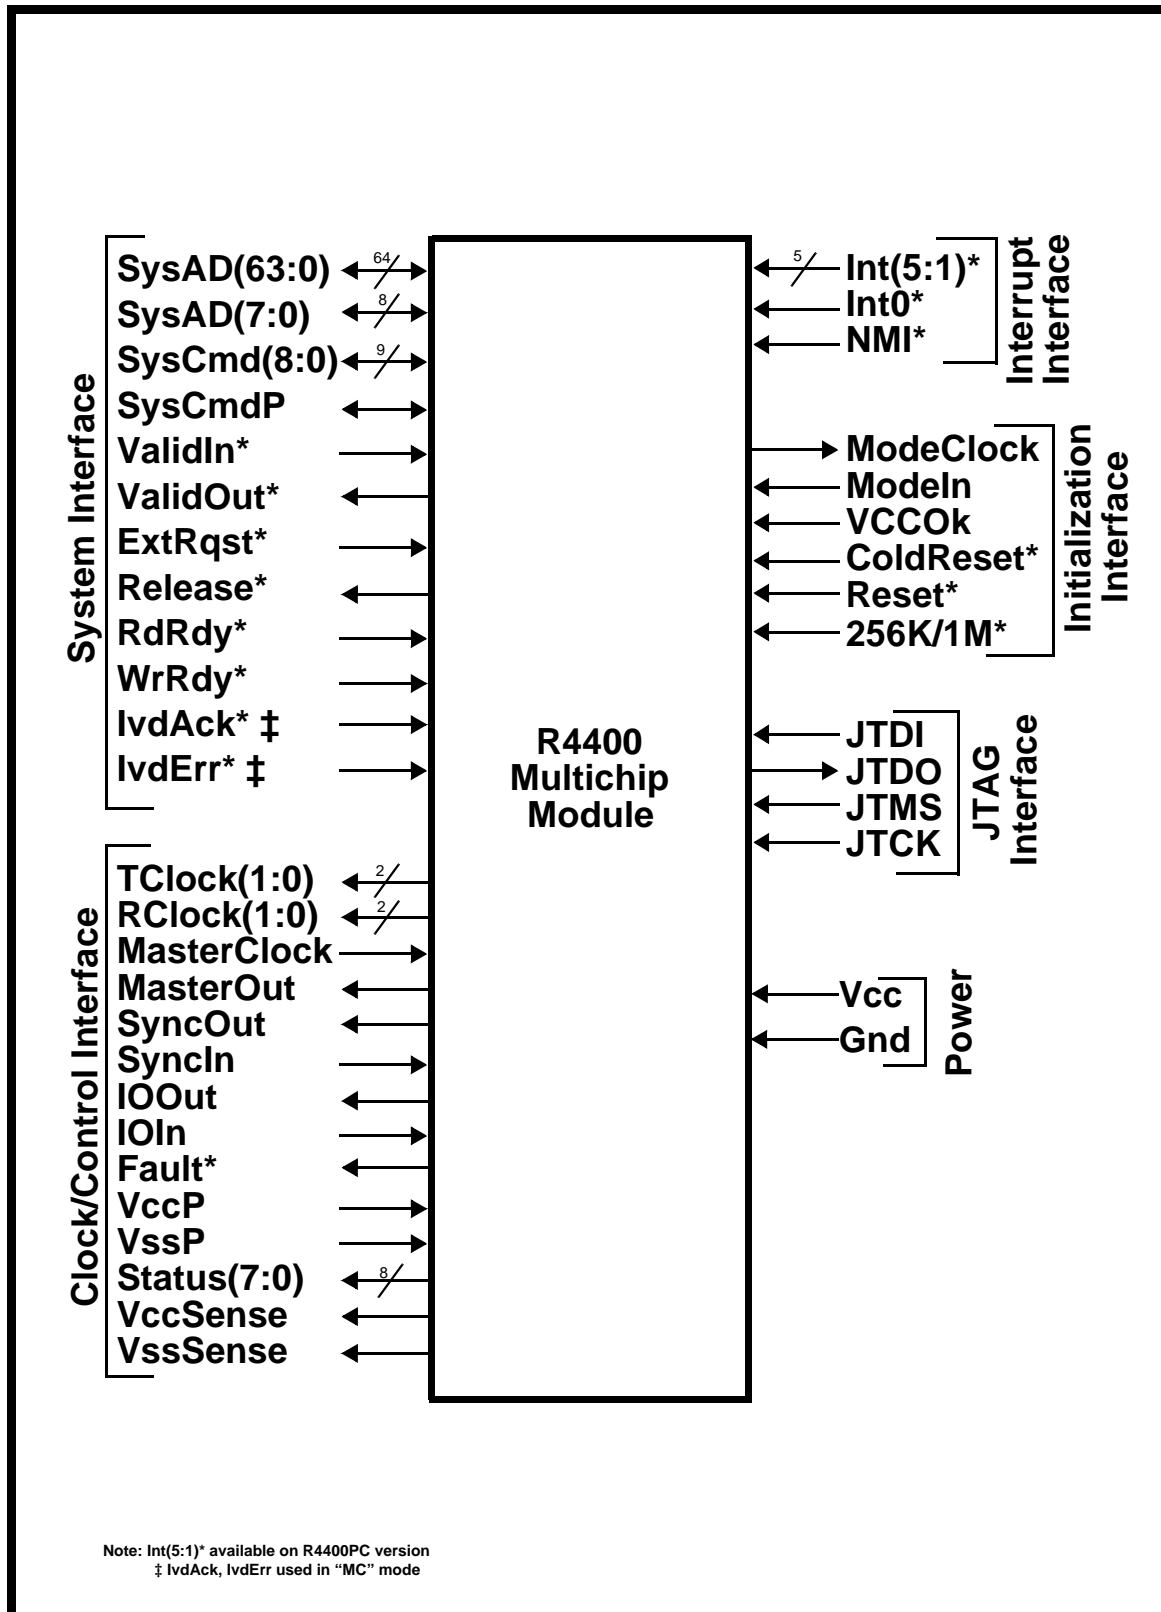 System Interface
SysAD(63:0)
64
SysAD(7:0)
8
SysCmd(8:0)
9
SysCmdP
ValidIn*
ValidOut*
ExtRqst*
Release*
RdRdy*
WrRdy*
IvdAck* ‡
IvdErr* ‡
Clock/Control Interface
TClock(1:0)
2
RClock(1:0)
2
MasterClock
MasterOut
SyncOut
SyncIn
IOOut
IOIn
Fault*
VccP
VssP
Status(7:0)
8
VccSense
VssSense
R4400
Multichip
Module
5
Int(5:1)*
Int0*
NMI*
Interrupt
Interface
ModeClock
ModeIn
VCCOk
ColdReset*
Reset*
256K/1M*
Initialization
Interface
JTDI
JTDO
JTMS
JTCK
JTAG
Interface
Vcc
Gnd
Power
Note: Int(5:1)* available on R4400PC version
‡ IvdAck, IvdErr used in “MC” mode